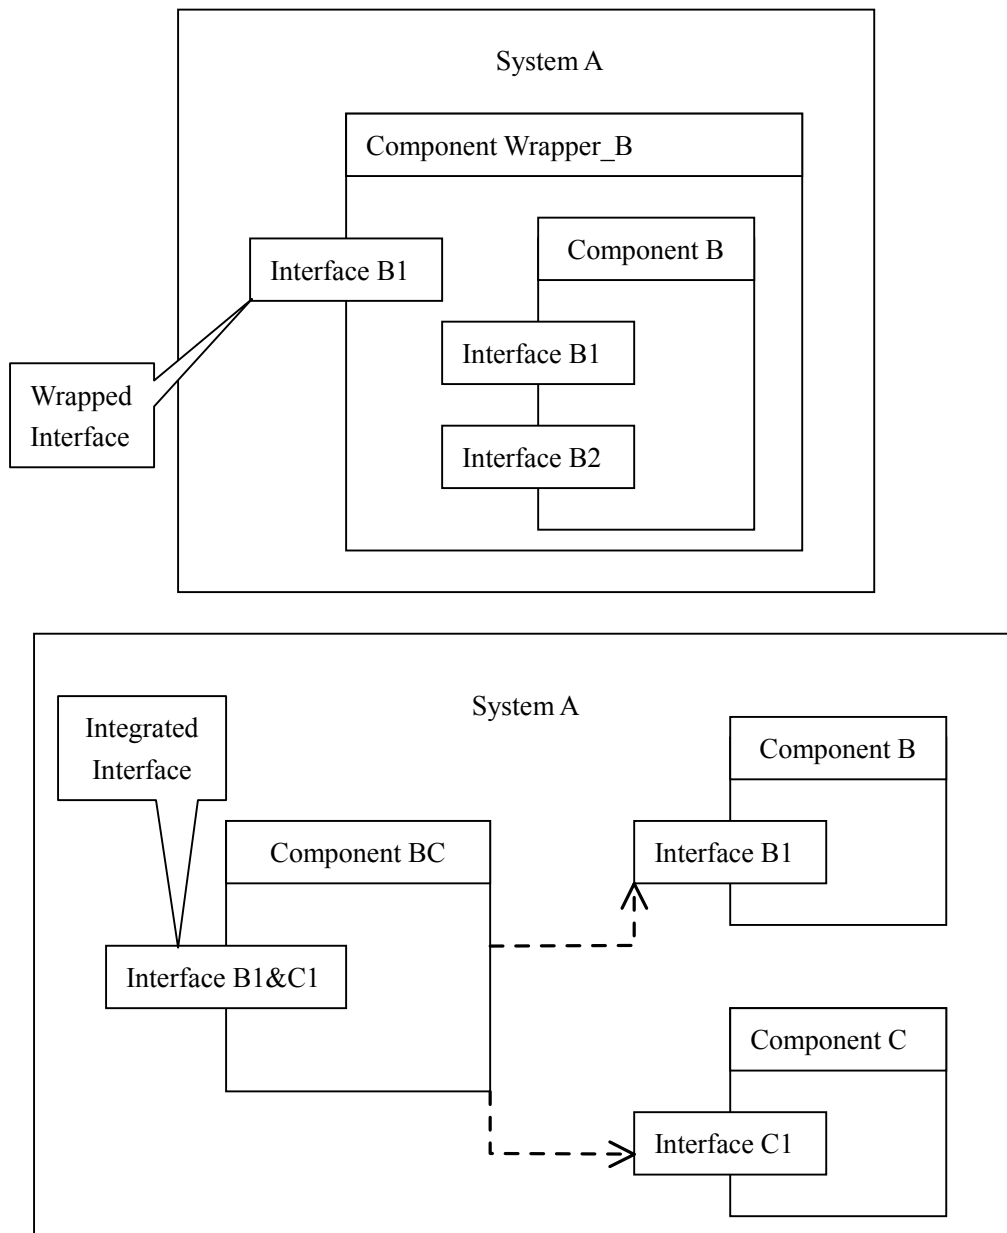 System A
Component Wrapper_B
Component B
Interface B1
Interface B1
Wrapped
Interface
Interface B2
System A
Integrated
Interface
Component B
Component BC
Interface B1
Interface B1&C1
Component C
Interface C1